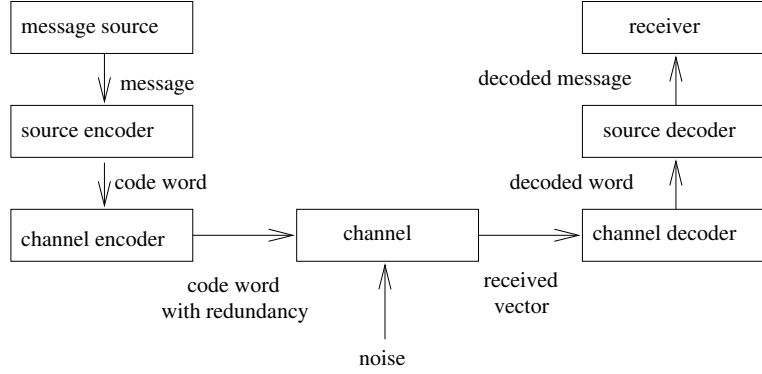 message source
receiver
message
decoded message
source encoder
source decoder
code word
decoded word
channel encoder
channel
channel decoder
code word
with redundancy
received
vector
noise